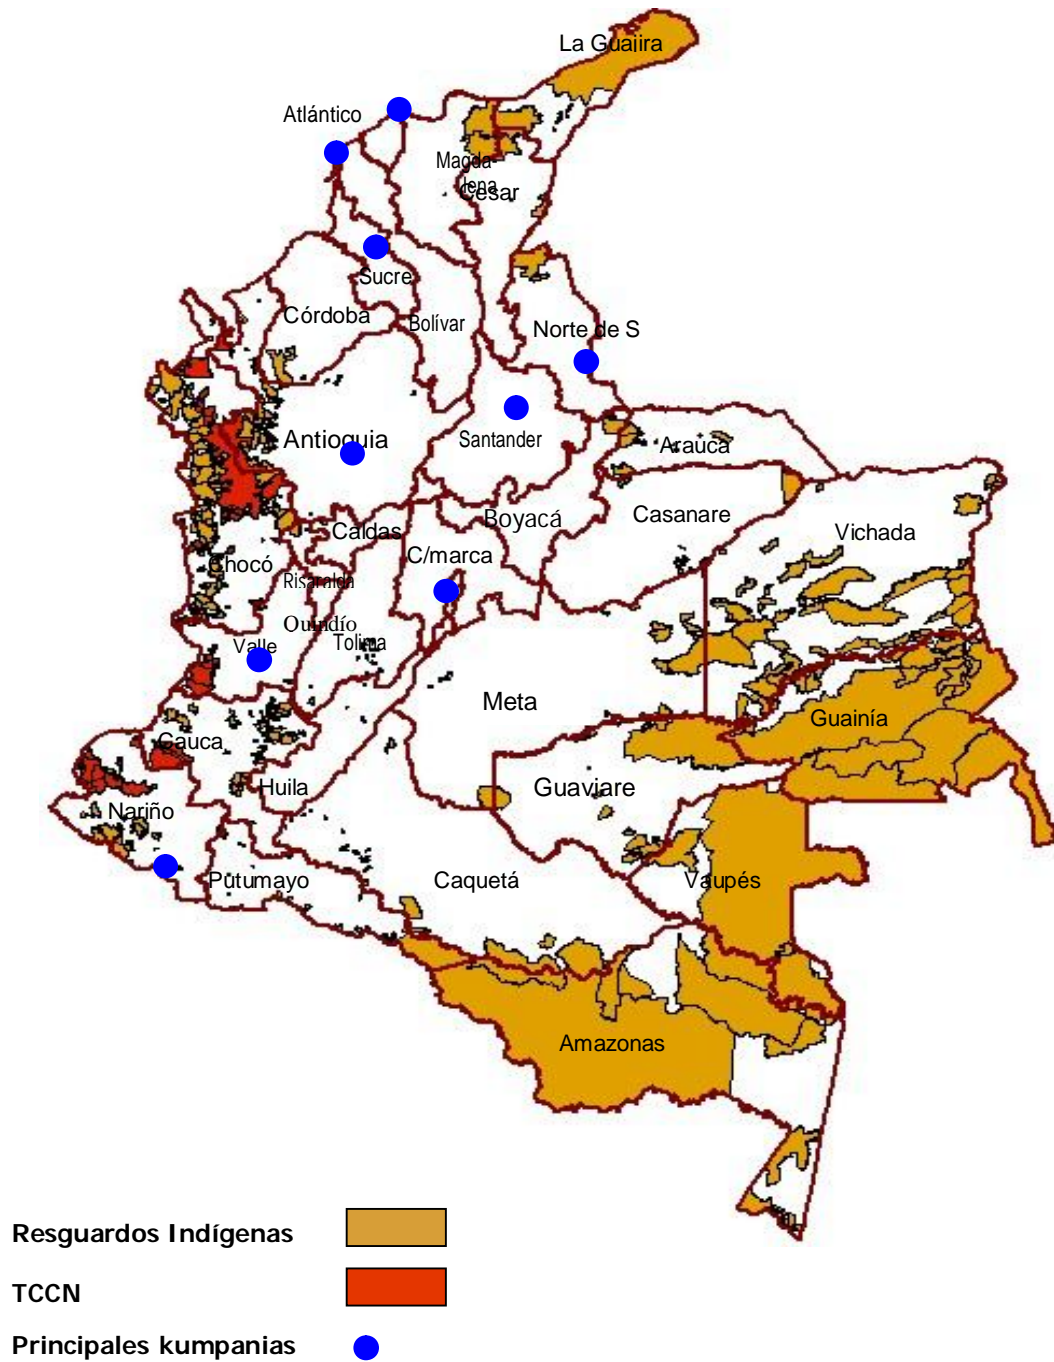 La Guajira
Atlántico
Magda-
lena
Cesar
Sucre
Córdoba
Bolívar
Norte de S
Antioquia
Santander
Arauca
Caldas
Boyacá
Casanare
Vichada
C/marca
Chocó
Risaralda
Quindío
Tolima
Valle
Meta
Guainía
Cauca
Huila
Guaviare
Nariño
Putumayo
Caquetá
Vaupés
Amazonas
Resguardos Indígenas
TCCN
Principales kumpanias